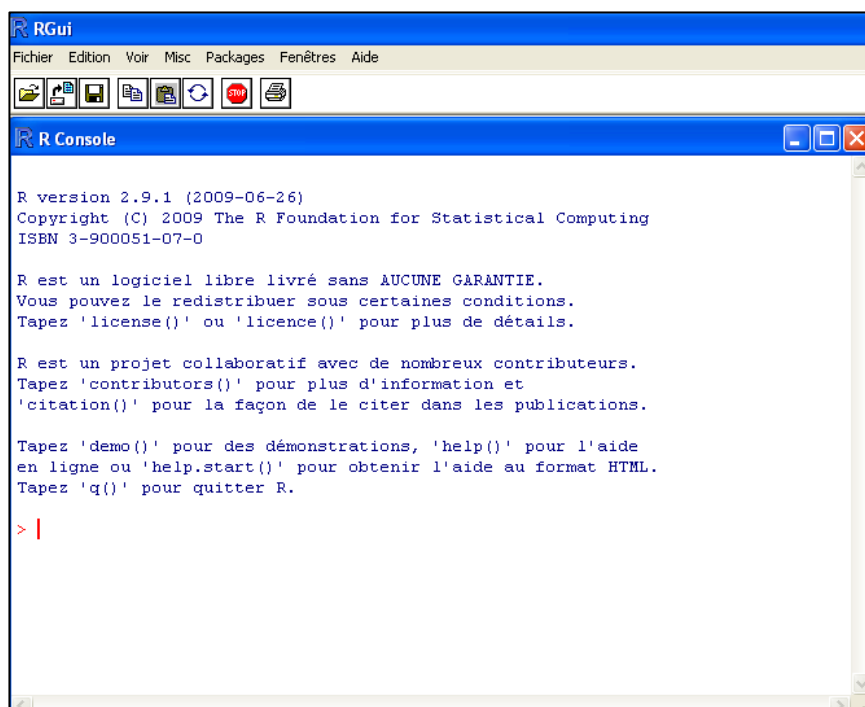 RGui
Fichier Edition Voir Misc Packages Fenêtres Aide
STOP
R Console
R version 2.9.1 (2009-06-26)
Copyright (C) 2009 The R Foundation for Statistical Computing
ISBN 3-900051-07-0
R est un logiciel libre livré sans AUCUNE GARANTIE.
Vous pouvez le redistribuer sous certaines conditions.
Tapez 'license()' ou 'licence()' pour plus de détails.
R est un projet collaboratif avec de nombreux contributeurs.
Tapez 'contributors()' pour plus d'information et
'citation()' pour la façon de le citer dans les publications.
Tapez 'demo()' pour des démonstrations, 'help()' pour l'aide
en ligne ou 'help.start()' pour obtenir l'aide au format HTML.
Tapez 'q()' pour quitter R.
>